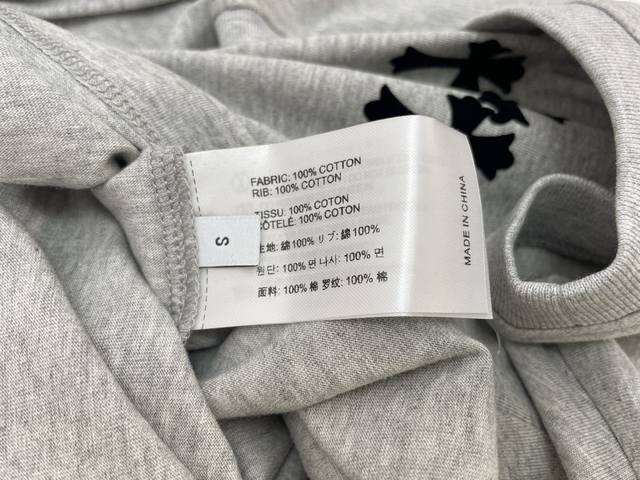 FABRIC: 100% COTTON
RIB: 100% COTTON
TISSU: 100% COTON
CÔTELÉ: 100% COTON
生地: 綿100% リブ: 綿100%
원단: 100% 면 나사: 100% 면
面料: 100% 棉 罗纹: 100% 棉
S
MADE IN CHINA